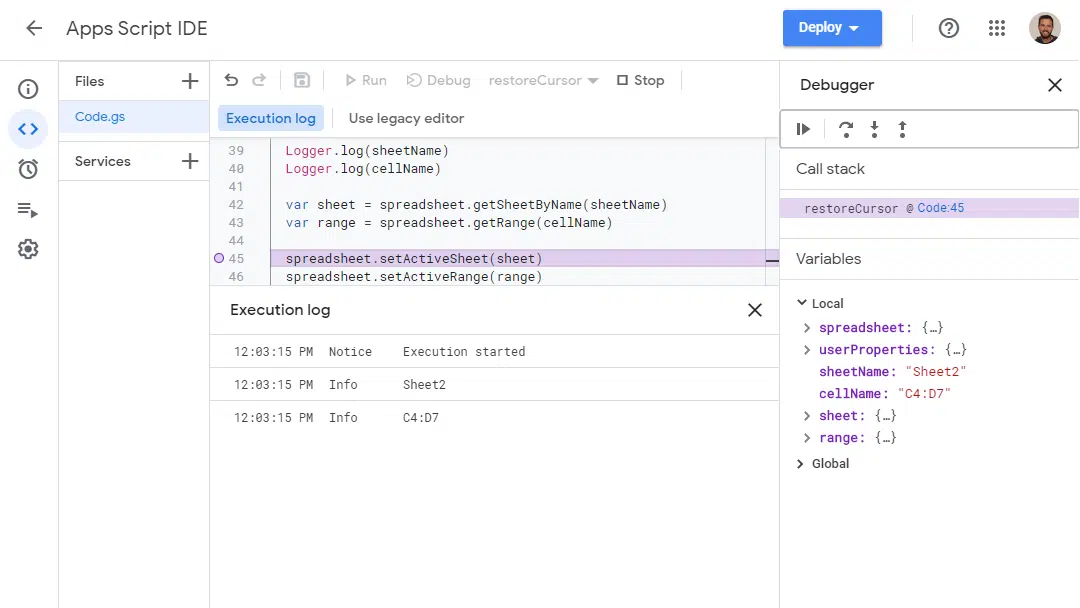 Apps Script IDE
Deploy
Files
Code.gs
Services
Run Debug restoreCursor Stop
Execution log Use legacy editor
39 Logger.log(sheetName)
40 Logger.log(cellName)
41
42 var sheet = spreadsheet.getSheetByName(sheetName)
43 var range = spreadsheet.getRange(cellName)
44
45 spreadsheet.setActiveSheet(sheet)
46 spreadsheet.setActiveRange(range)
Execution log
12:03:15 PM Notice Execution started
12:03:15 PM Info Sheet2
12:03:15 PM Info C4:D7
Debugger
Call stack
restoreCursor @ Code:45
Variables
Local
spreadsheet: {…}
userProperties: {…}
sheetName: "Sheet2"
cellName: "C4:D7"
sheet: {…}
range: {…}
Global